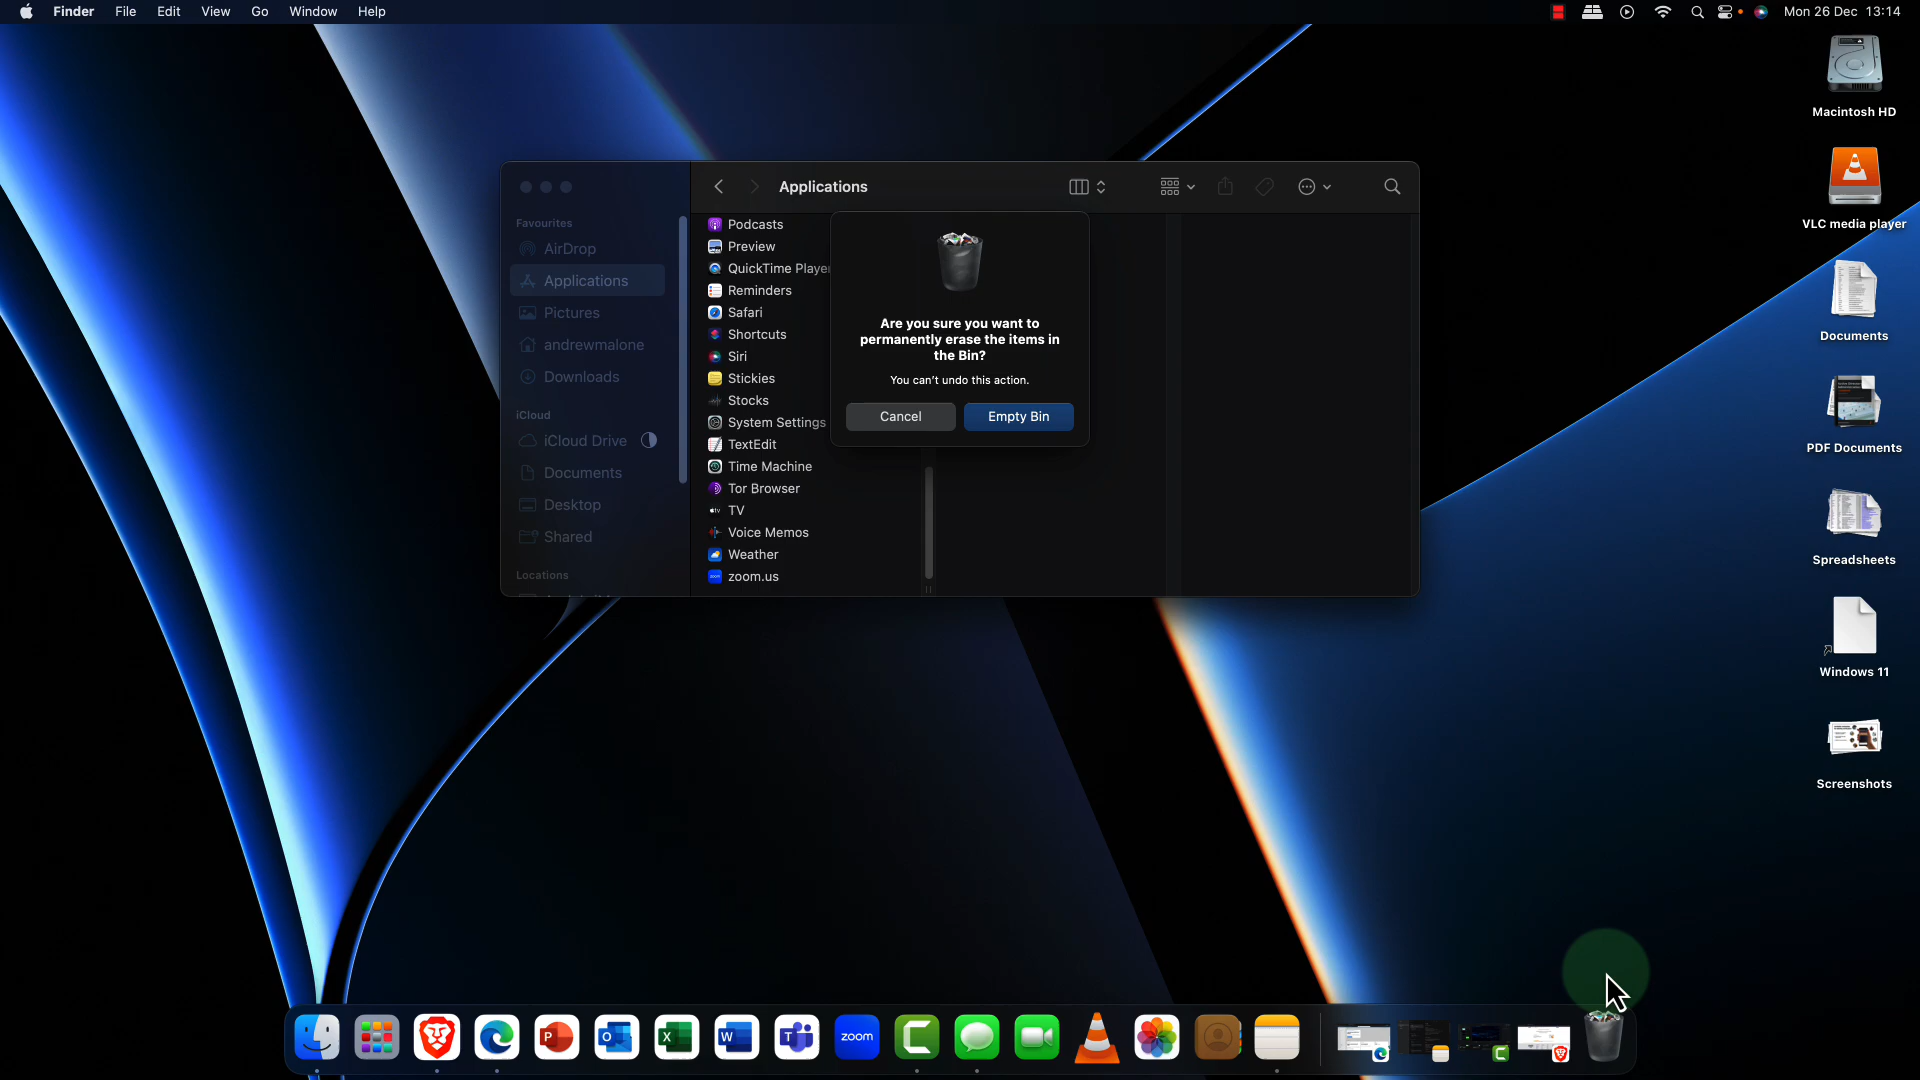 Finder File Edit View Go Window Help
Mon 26 Dec 13:14
Macintosh HD
VLC media player
Documents
PDF Documents
Spreadsheets
Windows 11
Screenshots
Applications
Favourites
AirDrop
Applications
Pictures
andrewmalone
Downloads
iCloud
iCloud Drive
Documents
Desktop
Shared
Locations
Podcasts
Preview
QuickTime Player
Reminders
Safari
Shortcuts
Siri
Stickies
Stocks
System Settings
TextEdit
Time Machine
Tor Browser
TV
Voice Memos
Weather
zoom.us
Are you sure you want to
permanently erase the items in
the Bin?
You can't undo this action.
Cancel
Empty Bin
zoom